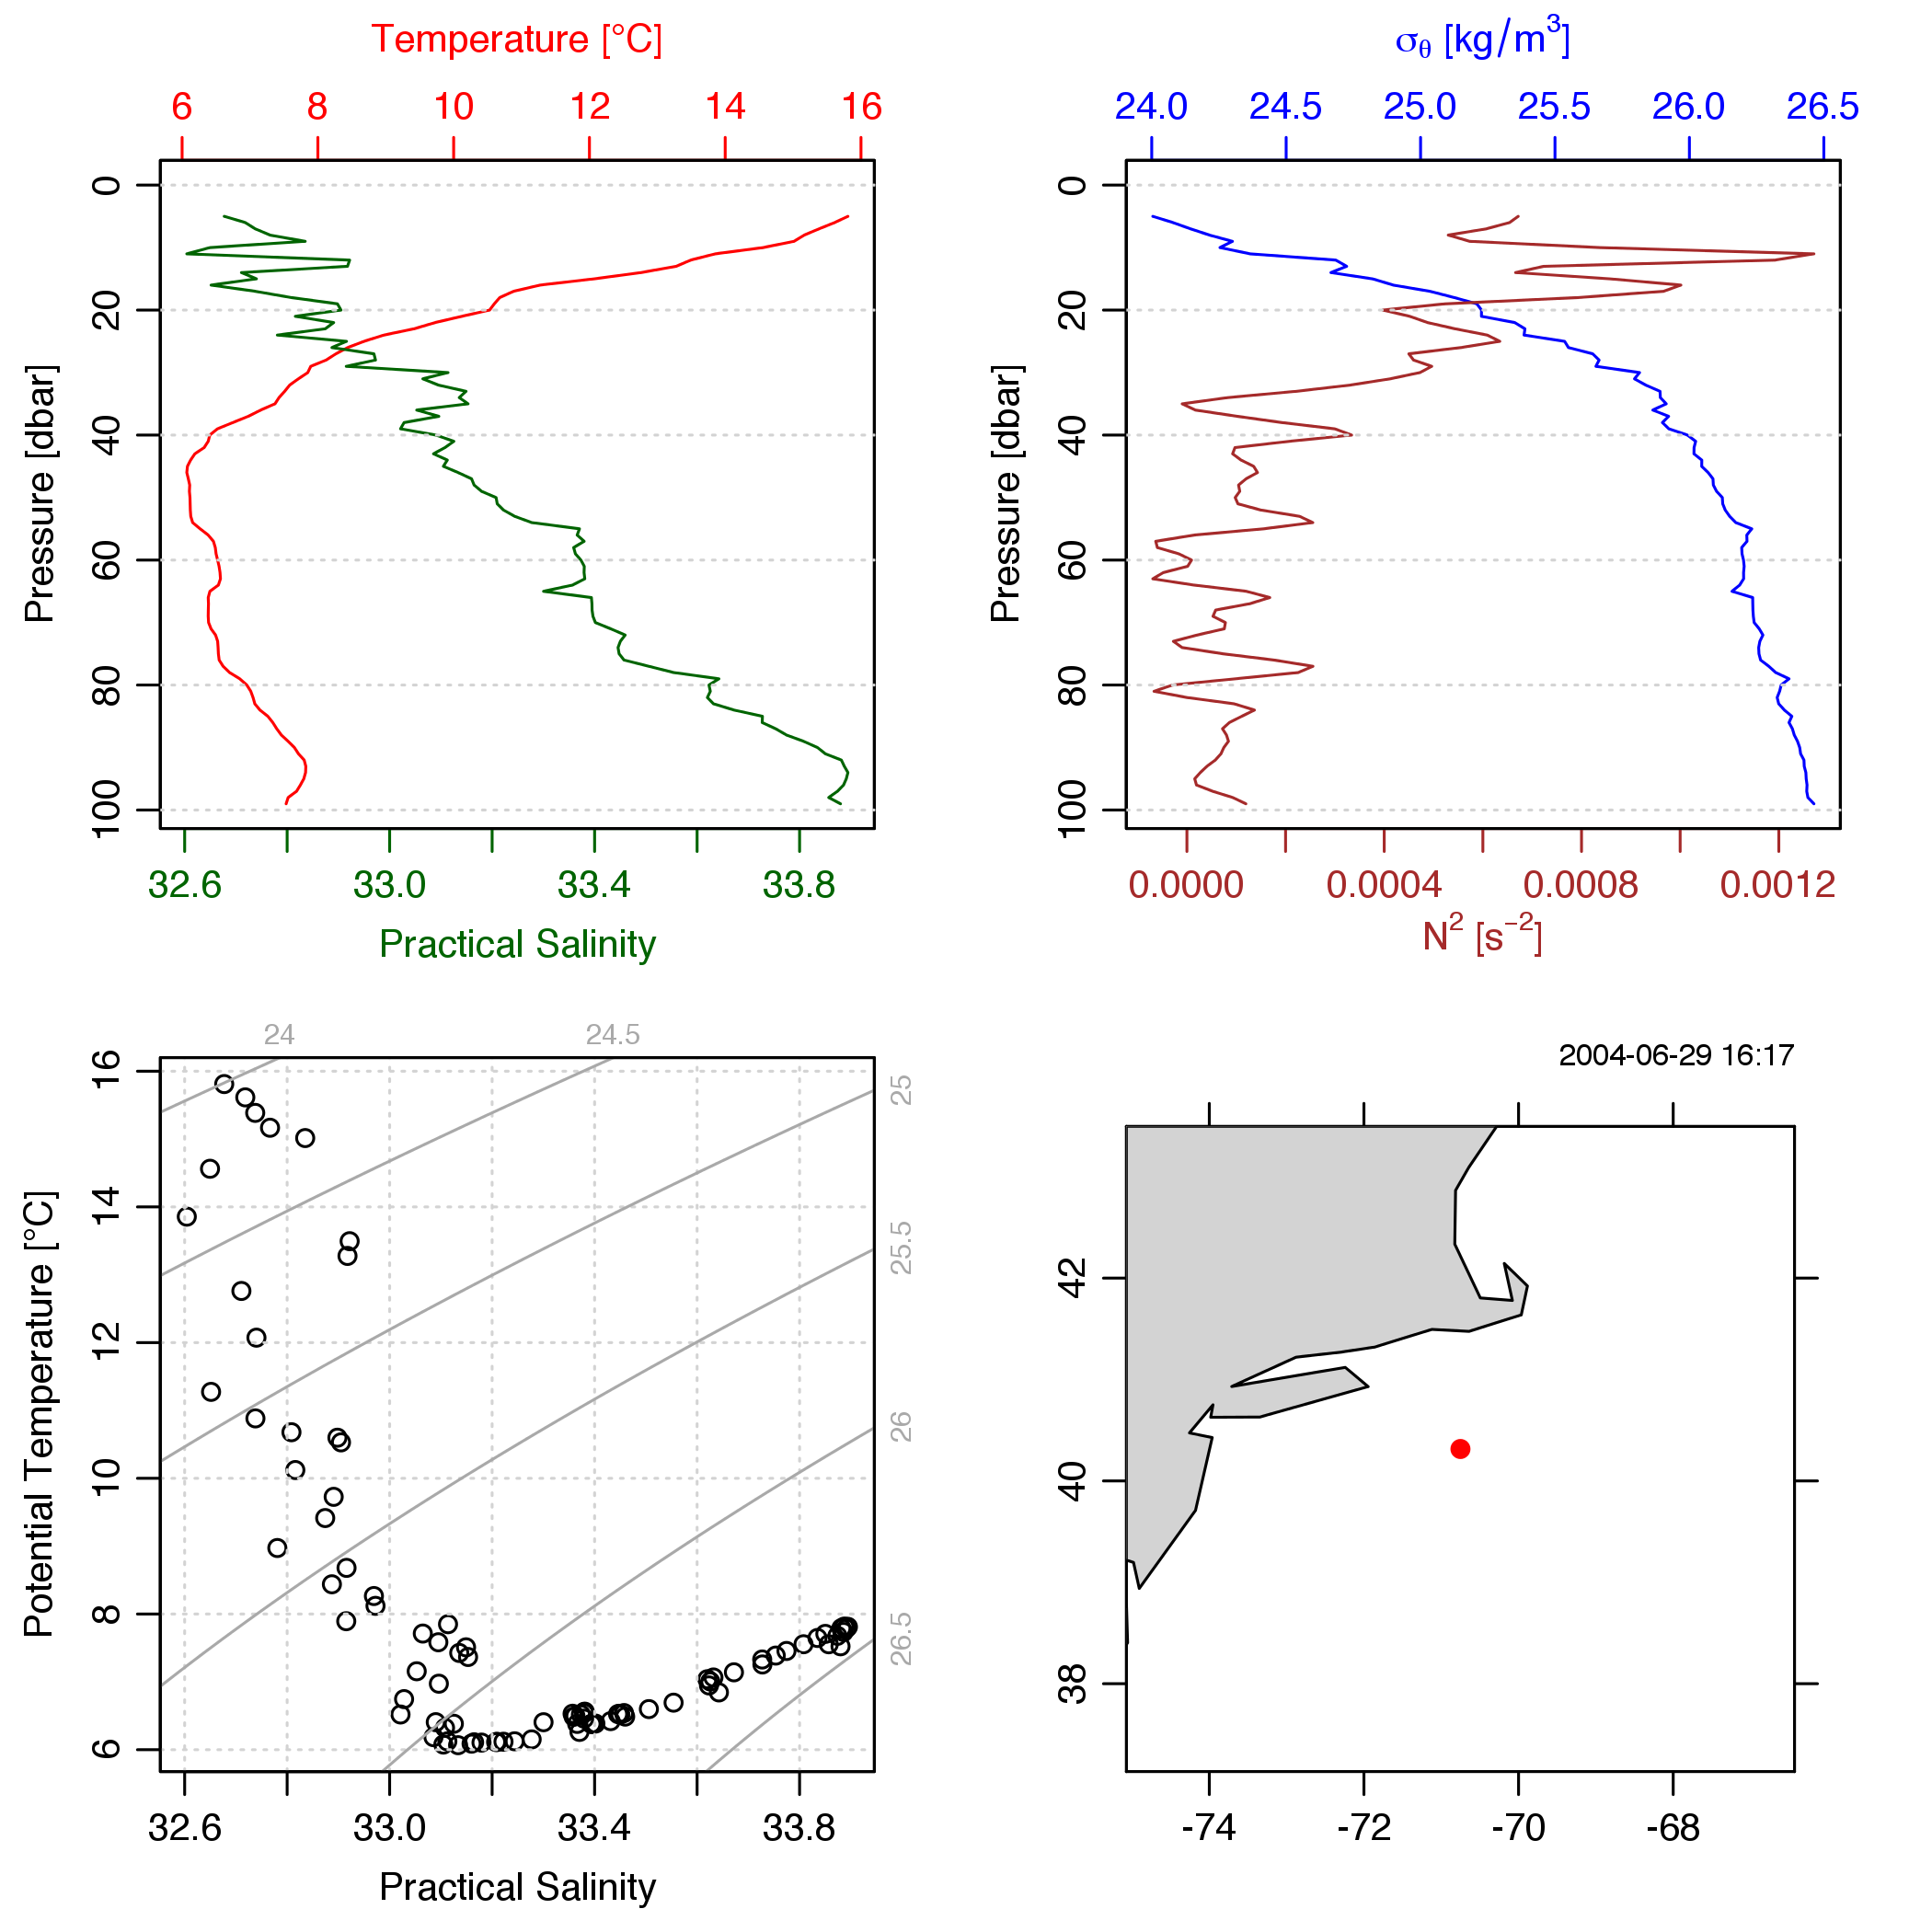 Temperature [°C]
6 8 10 12 14 16
Pressure [dbar]
0 20 40 60 80 100
32.6 33.0 33.4 33.8
Practical Salinity
σθ [kg/m³]
24.0 24.5 25.0 25.5 26.0 26.5
Pressure [dbar]
0 20 40 60 80 100
0.0000 0.0004 0.0008 0.0012
N² [s⁻²]
24 24.5
25
25.5
26
26.5
Potential Temperature [°C]
16 14 12 10 8 6
32.6 33.0 33.4 33.8
Practical Salinity
2004-06-29 16:17
42 40 38
-74 -72 -70 -68